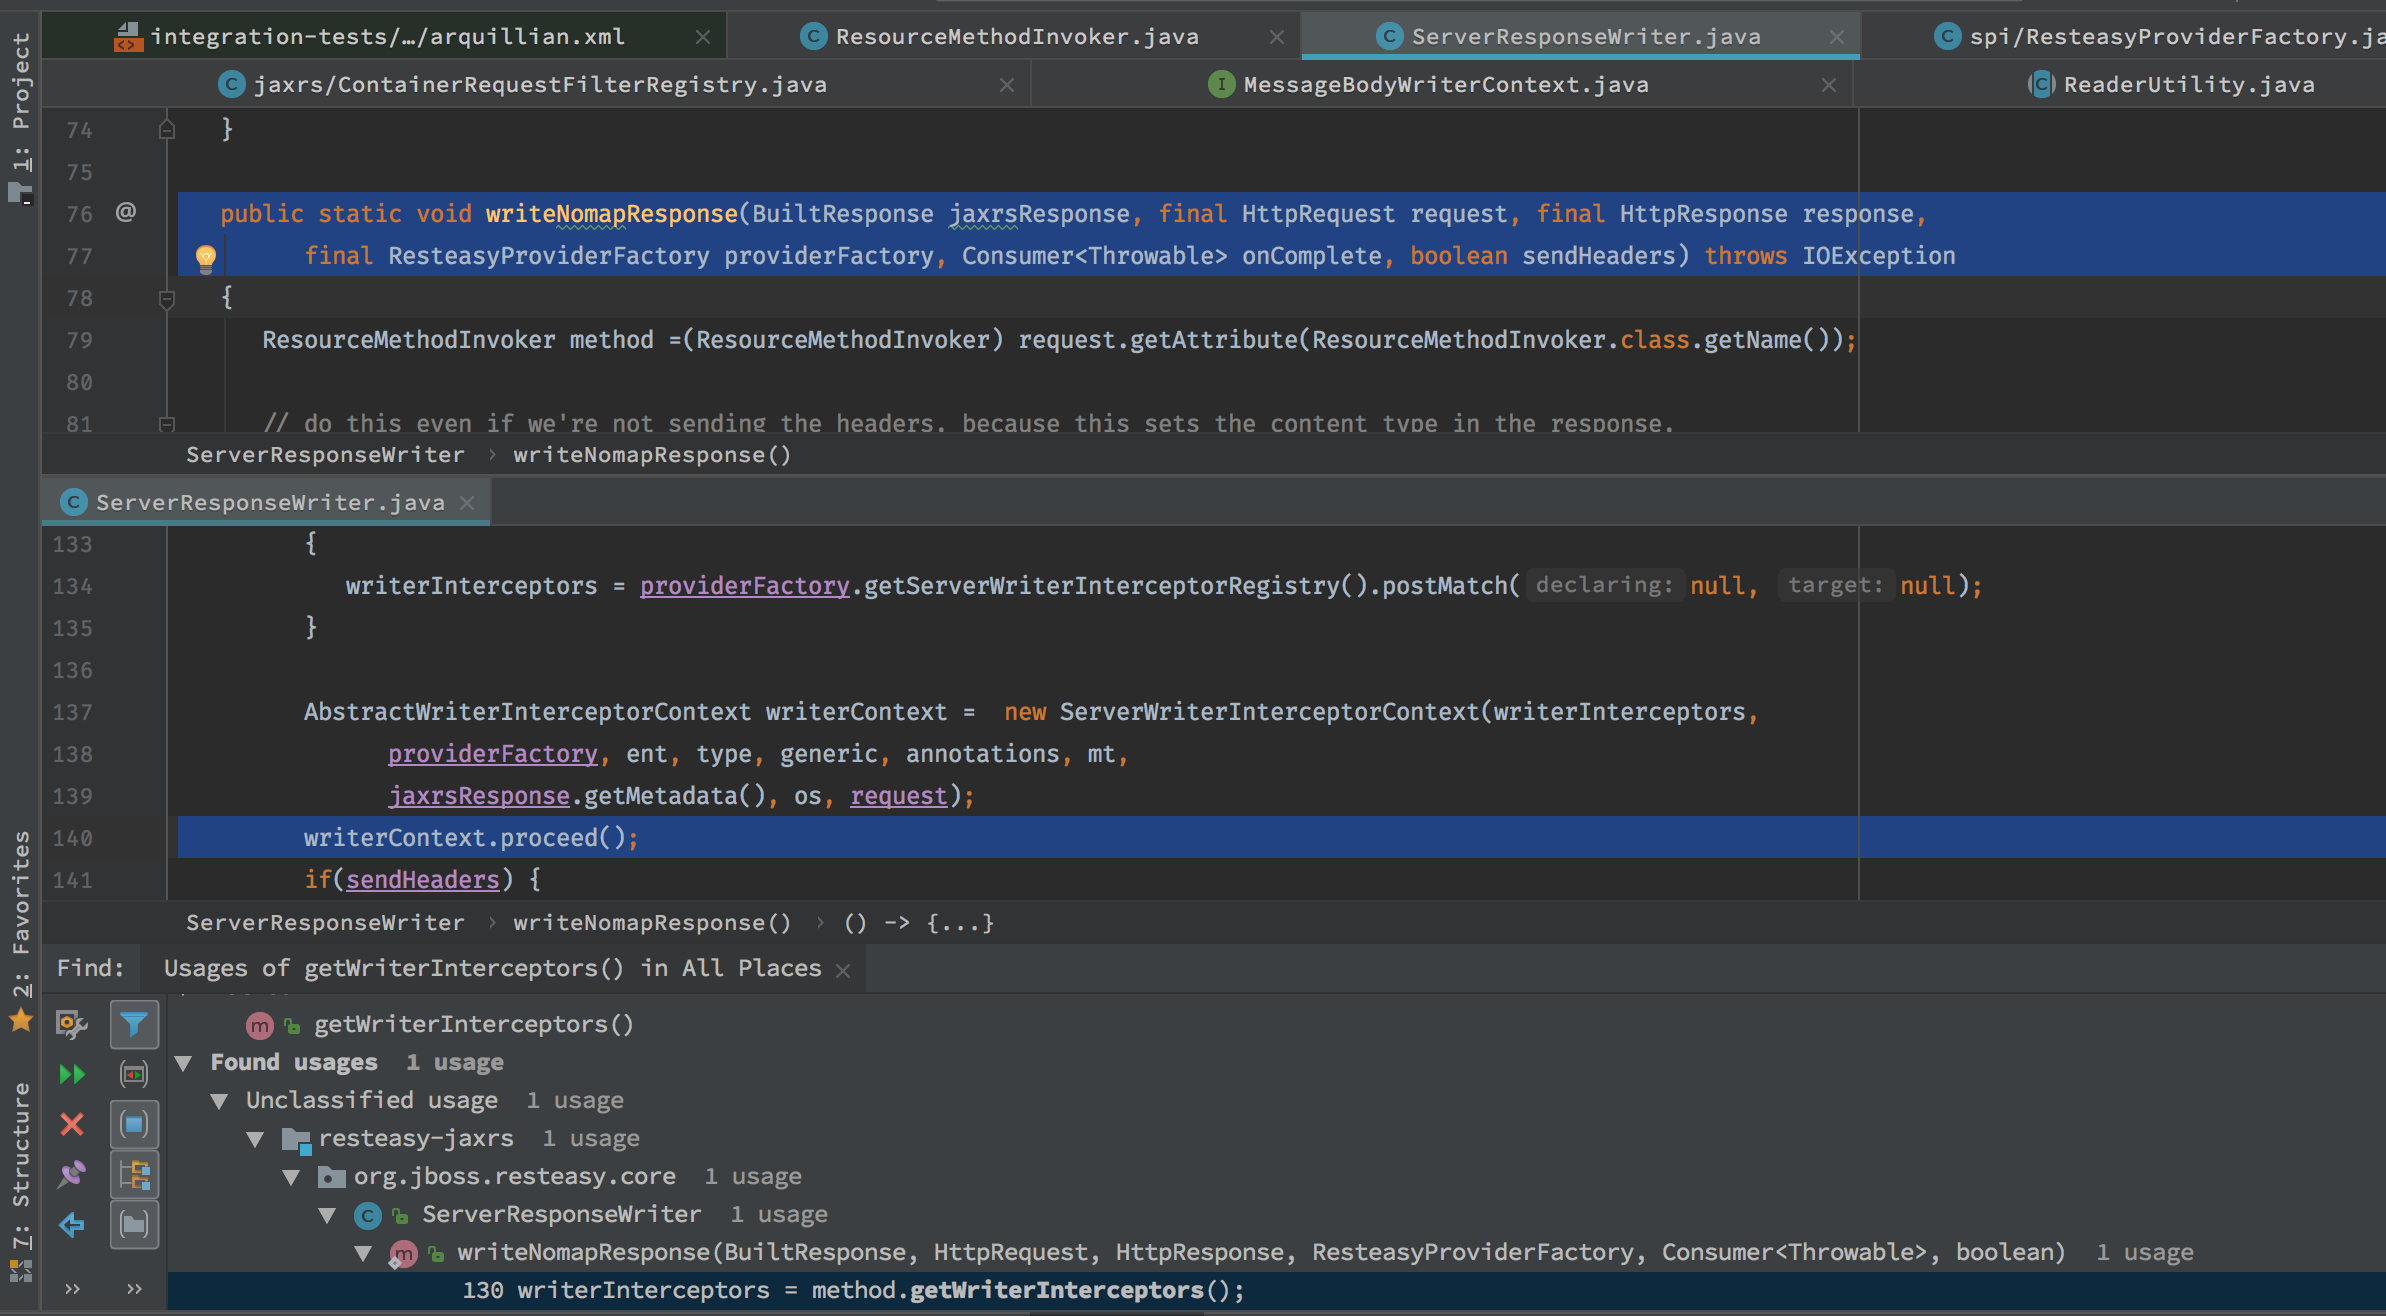 integration-tests/…/arquillian.xml
ResourceMethodInvoker.java
ServerResponseWriter.java
spi/ResteasyProviderFactory.ja
jaxrs/ContainerRequestFilterRegistry.java
MessageBodyWriterContext.java
ReaderUtility.java
1: Project
74 }
75
76 @ public static void writeNomapResponse(BuiltResponse jaxrsResponse, final HttpRequest request, final HttpResponse response,
77 final ResteasyProviderFactory providerFactory, Consumer<Throwable> onComplete, boolean sendHeaders) throws IOException
78 {
79 ResourceMethodInvoker method =(ResourceMethodInvoker) request.getAttribute(ResourceMethodInvoker.class.getName());
80
81 // do this even if we're not sending the headers, because this sets the content type in the response.
ServerResponseWriter › writeNomapResponse()
ServerResponseWriter.java
133 {
134 writerInterceptors = providerFactory.getServerWriterInterceptorRegistry().postMatch( declaring: null, target: null);
135 }
136
137 AbstractWriterInterceptorContext writerContext =  new ServerWriterInterceptorContext(writerInterceptors,
138 providerFactory, ent, type, generic, annotations, mt,
139 jaxrsResponse.getMetadata(), os, request);
140 writerContext.proceed();
141 if(sendHeaders) {
ServerResponseWriter › writeNomapResponse() › () -> {...}
2: Favorites
7: Structure
Find: Usages of getWriterInterceptors() in All Places
m getWriterInterceptors()
Found usages 1 usage
Unclassified usage 1 usage
resteasy-jaxrs 1 usage
org.jboss.resteasy.core 1 usage
C ServerResponseWriter 1 usage
m writeNomapResponse(BuiltResponse, HttpRequest, HttpResponse, ResteasyProviderFactory, Consumer<Throwable>, boolean) 1 usage
130 writerInterceptors = method.getWriterInterceptors();